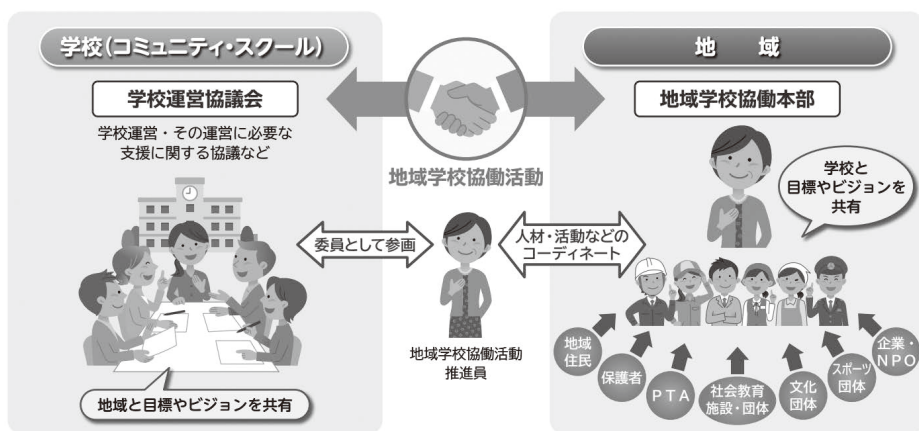 学校(コミュニティ・スクール)
学校運営協議会
学校運営・その運営に必要な
支援に関する協議など
地域と目標やビジョンを共有
地域学校協働活動
委員として参画
人材・活動などの
コーディネート
地域学校協働活動
推進員
地　域
地域学校協働本部
学校と
目標やビジョンを
共有
地域
住民
保護者
PTA
社会教育
施設・団体
文化
団体
スポーツ
団体
企業・
NPO